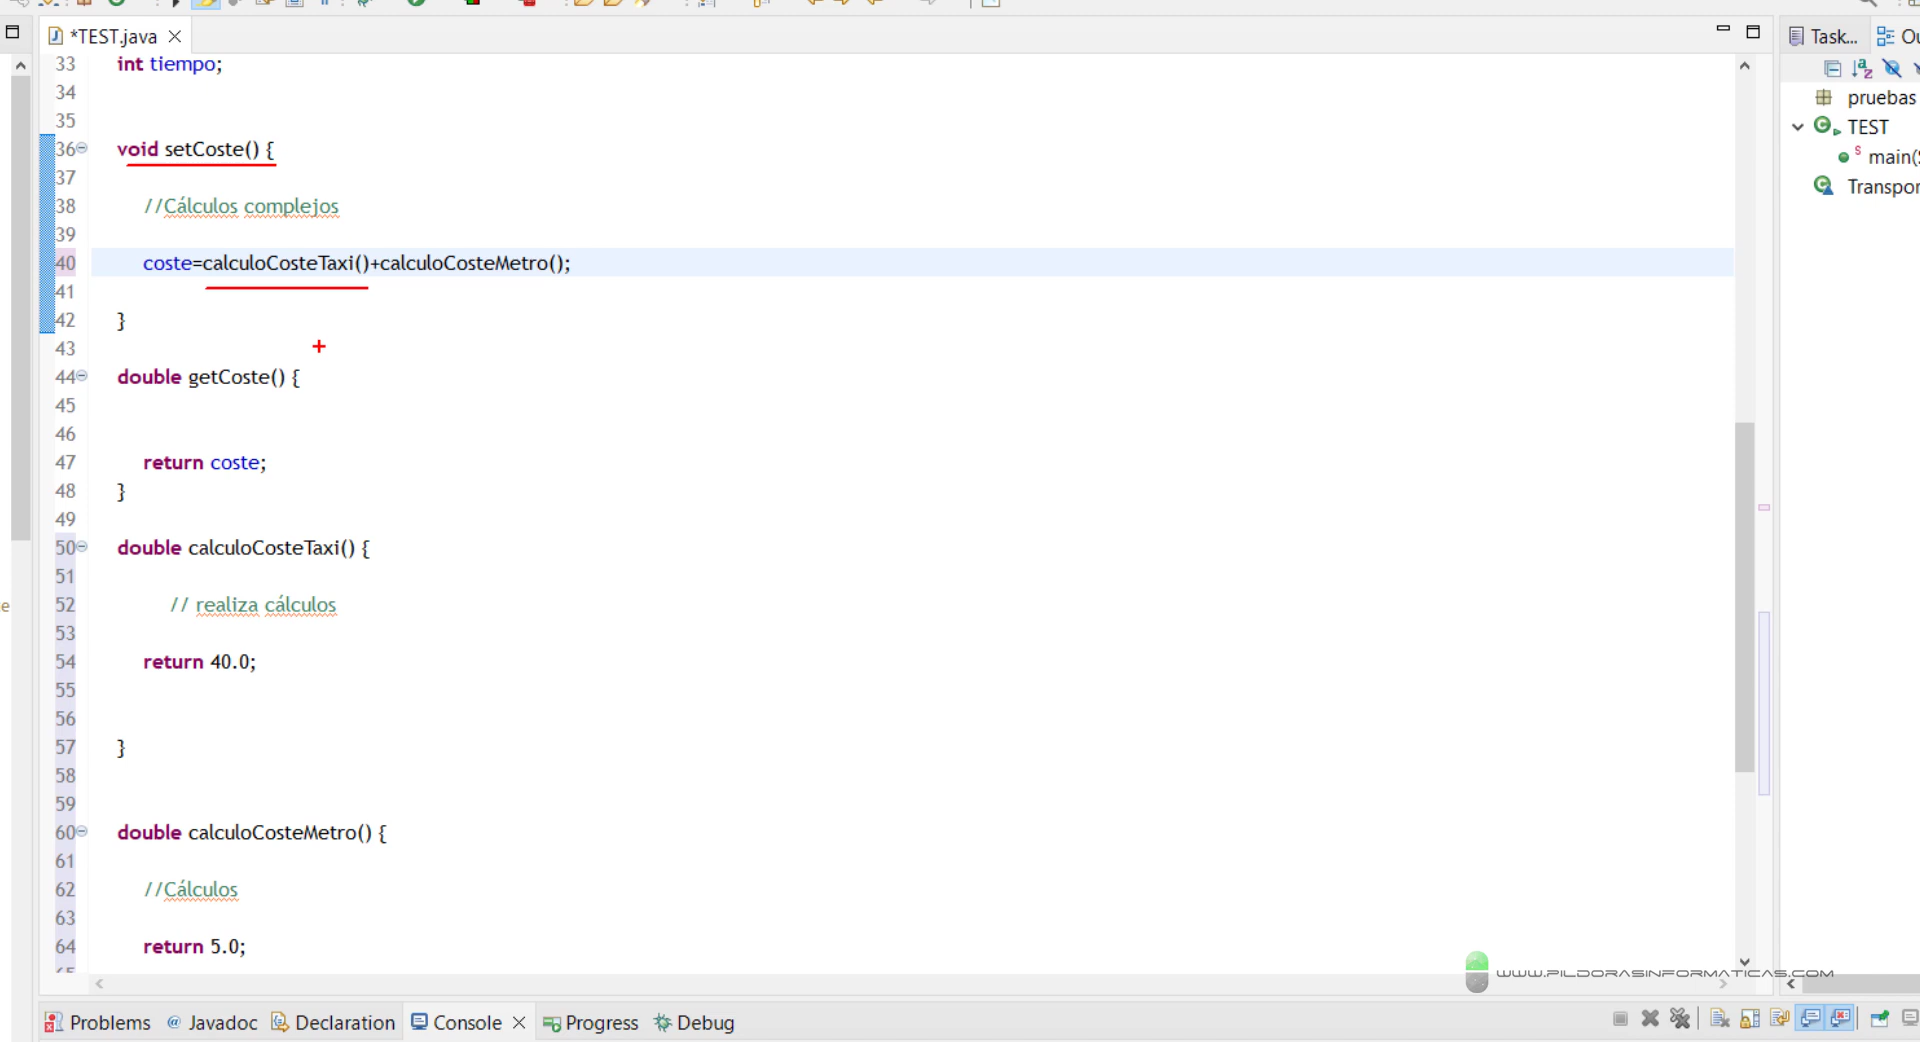 *TEST.java
Task...
33 int tiempo;
34
35
36 void setCoste() {
37
38 //Cálculos complejos
39
40 coste=calculoCosteTaxi()+calculoCosteMetro();
41
42 }
43
44 double getCoste() {
45
46
47 return coste;
48 }
49
50 double calculoCosteTaxi() {
51
52 // realiza cálculos
53
54 return 40.0;
55
56
57 }
58
59
60 double calculoCosteMetro() {
61
62 //Cálculos
63
64 return 5.0;
pruebas
TEST
main(
Transpor
WWW.PILDORASINFORMATICAS.COM
Problems @ Javadoc Declaration Console Progress Debug